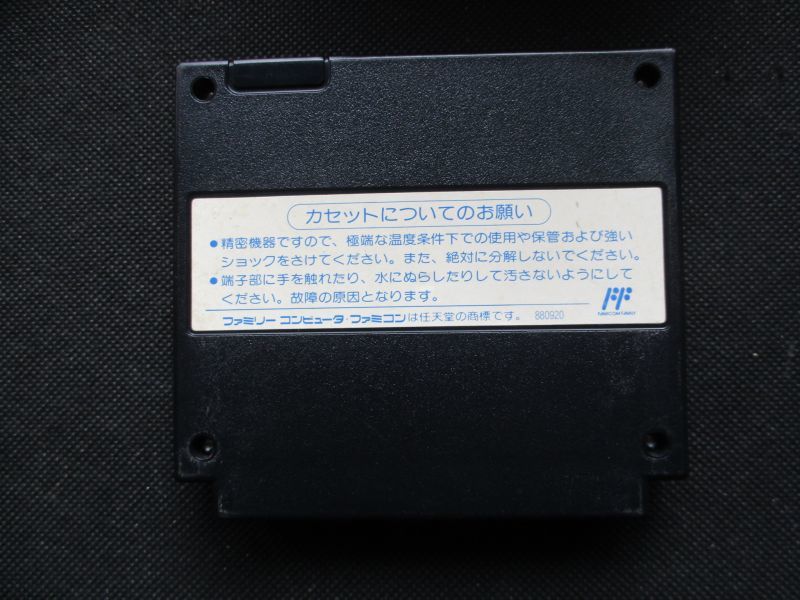 カセットについてのお願い
●精密機器ですので、極端な温度条件下での使用や保管および強い
ショックをさけてください。また、絶対に分解しないでください。
●端子部に手を触れたり、水にぬらしたりして汚さないようにして
ください。故障の原因となります。
ファミリー コンピュータ・ファミコンは任天堂の商標です。 880920
FF
FAMICOM FAMILY